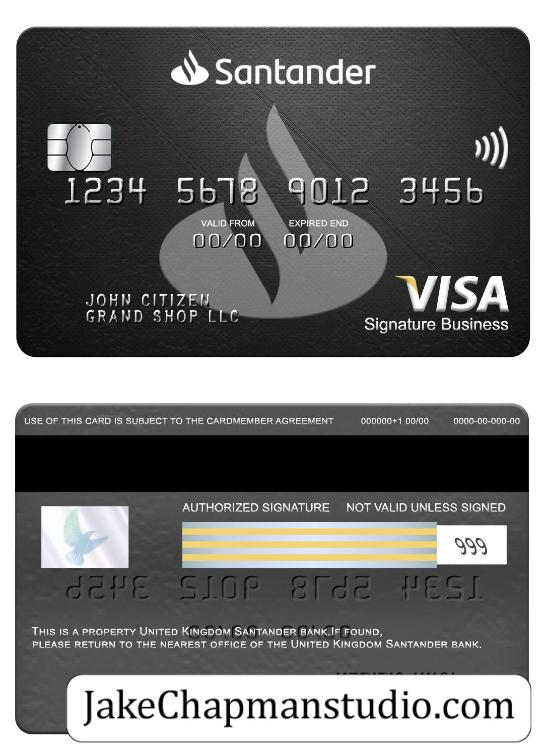 Santander
1234 5678 9012 3456
VALID FROM EXPIRED END
00/00 00/00
JOHN CITIZEN
GRAND SHOP LLC
VISA
Signature Business
USE OF THIS CARD IS SUBJECT TO THE CARDMEMBER AGREEMENT 000000+1 00/00 0000-00-000-00
AUTHORIZED SIGNATURE NOT VALID UNLESS SIGNED
999
THIS IS A PROPERTY UNITED KINGDOM SANTANDER BANK,IF FOUND,
PLEASE RETURN TO THE NEAREST OFFICE OF THE UNITED KINGDOM SANTANDER BANK.
JakeChapmanstudio.com